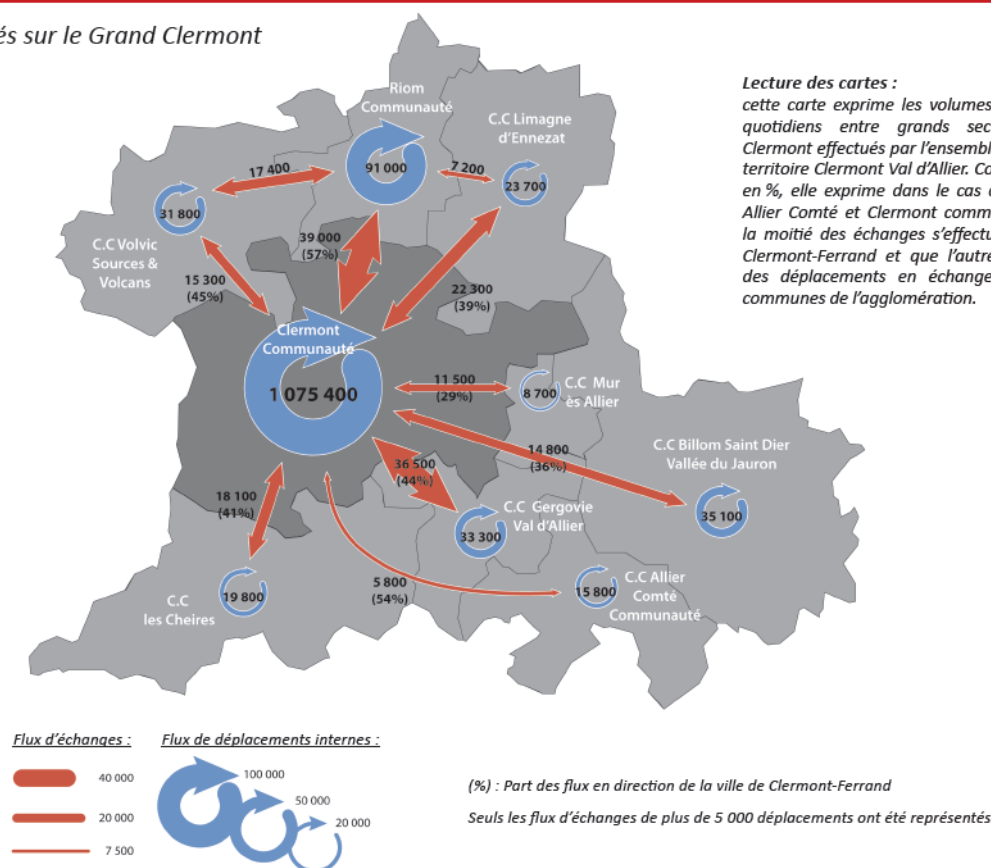 és sur le Grand Clermont
Lecture des cartes :
cette carte exprime les volumes
quotidiens entre grands sec
Clermont effectués par l'ensembl
territoire Clermont Val d'Allier. Co
en %, elle exprime dans le cas
Allier Comté et Clermont comm
la moitié des échanges s'effectu
Clermont-Ferrand et que l'autre
des déplacements en échange
communes de l'agglomération.
Riom
Communauté
91 000
C.C Limagne
d'Ennezat
23 700
17 400
7 200
31 800
C.C Volvic
Sources &
Volcans
39 000
(57%)
15 300
(45%)
22 300
(39%)
Clermont
Communauté
1 075 400
11 500
(29%)
8 700
C.C Mur
ès Allier
14 800
(36%)
C.C Billom Saint Dier
Vallée du Jauron
35 100
36 500
(44%)
C.C Gergovie
Val d'Allier
33 300
18 100
(41%)
19 800
C.C
les Cheires
5 800
(54%)
15 800
C.C Allier
Comté
Communauté
Flux d'échanges :
40 000
20 000
7 500
Flux de déplacements internes :
100 000
50 000
20 000
(%) : Part des flux en direction de la ville de Clermont-Ferrand
Seuls les flux d'échanges de plus de 5 000 déplacements ont été représentés